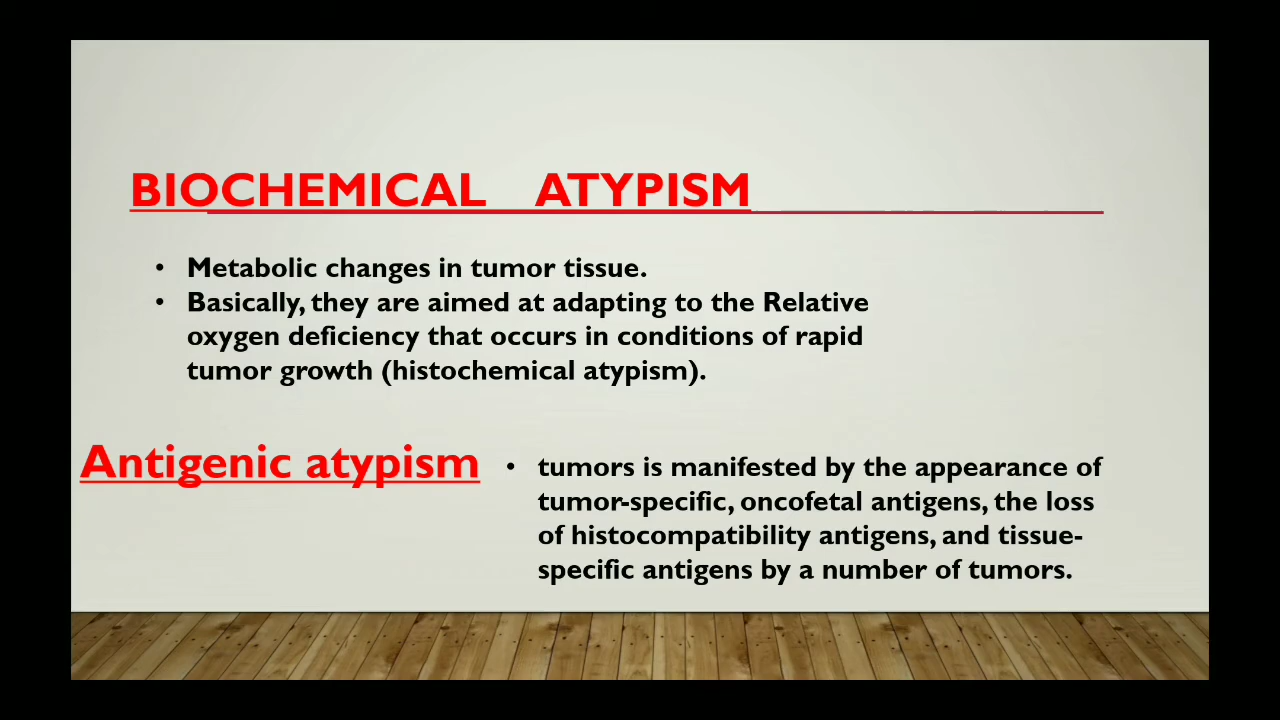 BIOCHEMICAL ATYPISM
• Metabolic changes in tumor tissue.
• Basically, they are aimed at adapting to the Relative
oxygen deficiency that occurs in conditions of rapid
tumor growth (histochemical atypism).
Antigenic atypism
• tumors is manifested by the appearance of
tumor-specific, oncofetal antigens, the loss
of histocompatibility antigens, and tissue-
specific antigens by a number of tumors.